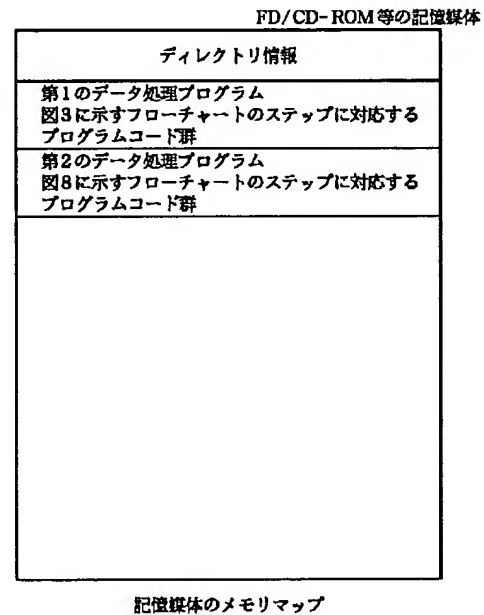 FD/CD-ROM等の記憶媒体
ディレクトリ情報
第1のデータ処理プログラム
図3に示すフローチャートのステップに対応する
プログラムコード群
第2のデータ処理プログラム
図8に示すフローチャートのステップに対応する
プログラムコード群
記憶媒体のメモリマップ